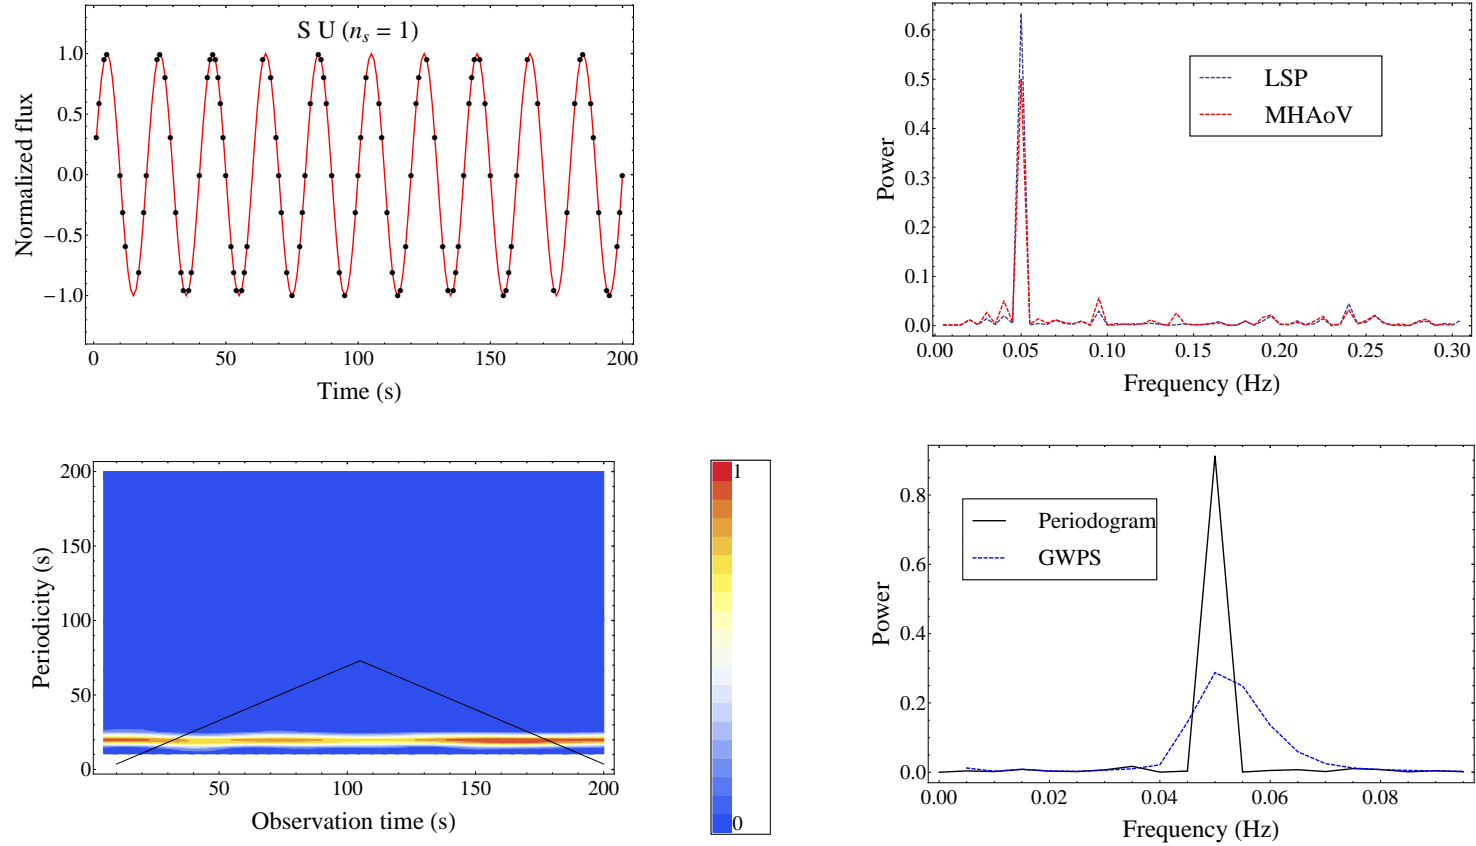 S U (n_s = 1)
Normalized flux
1.0
0.5
0.0
−0.5
−1.0
0 50 100 150 200
Time (s)
Power
0.6
0.5
0.4
0.3
0.2
0.1
0.0
LSP
MHAoV
0.00 0.05 0.10 0.15 0.20 0.25 0.30
Frequency (Hz)
Periodicity (s)
200
150
100
50
0
50 100 150 200
Observation time (s)
1
0
Power
0.8
0.6
0.4
0.2
0.0
Periodogram
GWPS
0.00 0.02 0.04 0.06 0.08
Frequency (Hz)